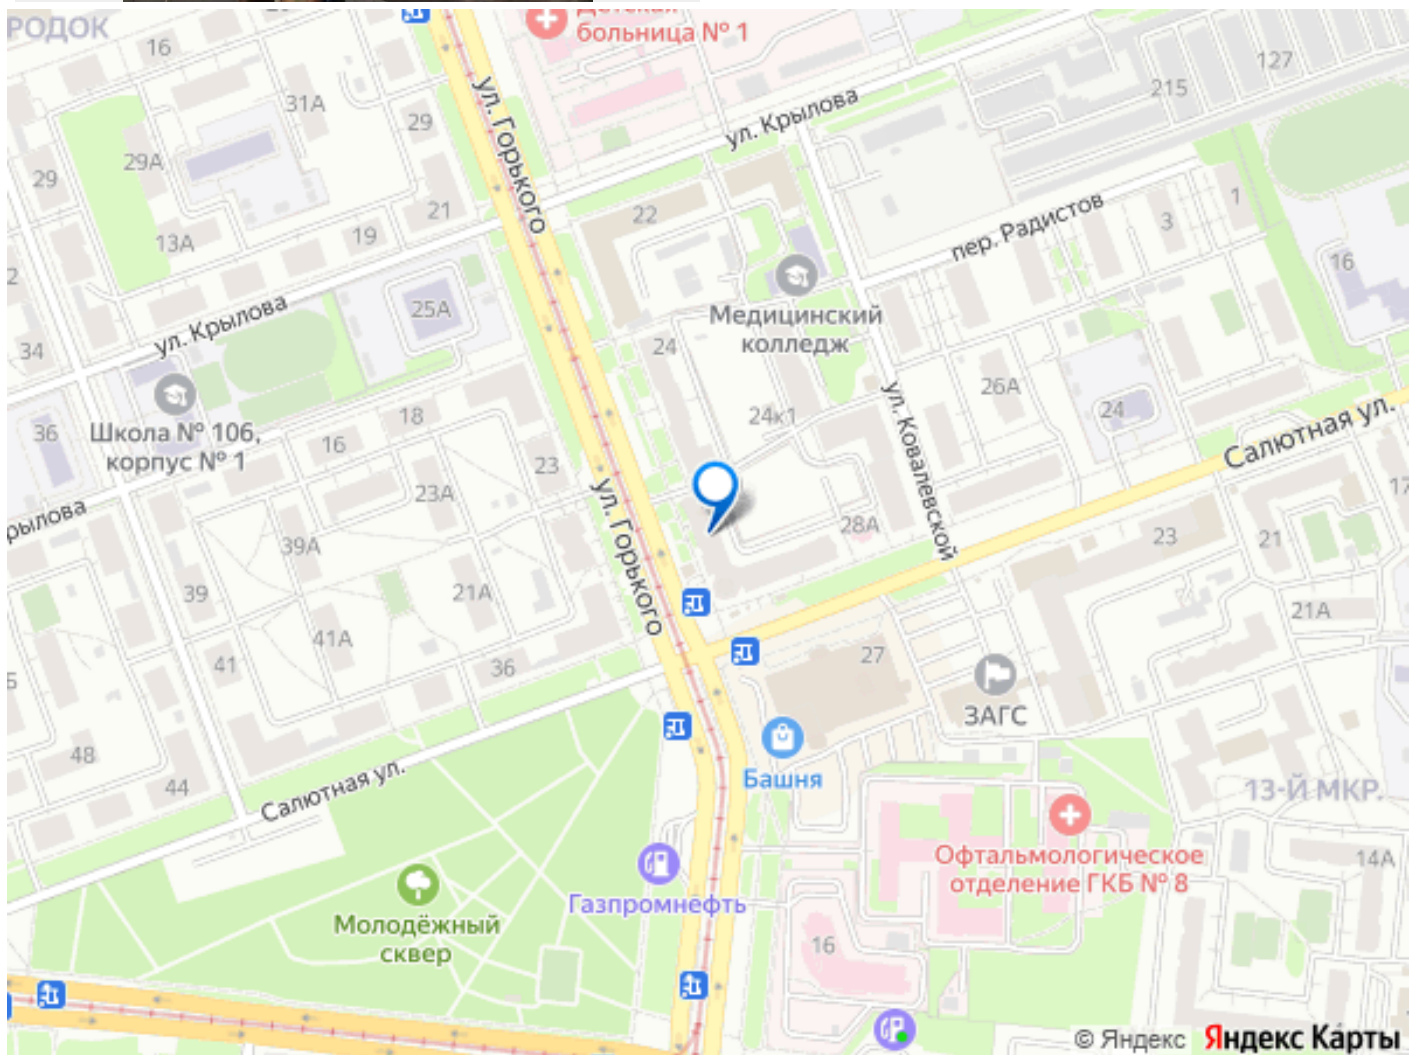 РОДОК
16
Детская
больница № 1
127
215
31А
29
ул. Горького
ул. Крылова
29А
29
21
22
1
3
пер. Радистов
13А
19
16
2
25А
ул. Крылова
34
24
Медицинский
колледж
26А
24
18
24к1
36
Школа № 106,
корпус № 1
16
23
ул. Ковалевской
Салютная ул.
17
23А
рылова
ул. Горького
39А
28А
23
21
39
21А
21А
41А
41
36
27
Б
ЗАГС
48
44
Башня
Салютная ул.
13-Й МКР.
Офтальмологическое
отделение ГКБ № 8
14А
Газпромнефть
Молодёжный
сквер
16
© Яндекс Яндекс Карты